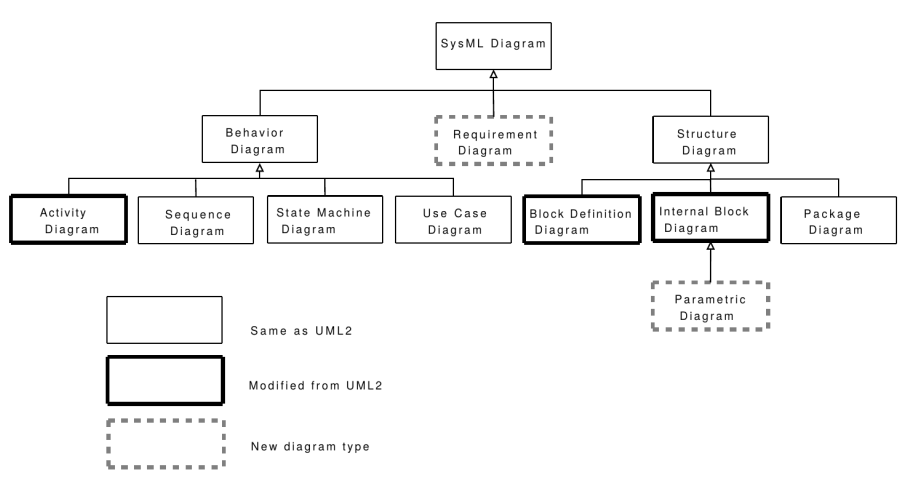 SysML Diagram
Behavior
Diagram
Requirement
Diagram
Structure
Diagram
Activity
Diagram
Sequence
Diagram
State Machine
Diagram
Use Case
Diagram
Block Definition
Diagram
Internal Block
Diagram
Package
Diagram
Parametric
Diagram
Same as UML2
Modified from UML2
New diagram type